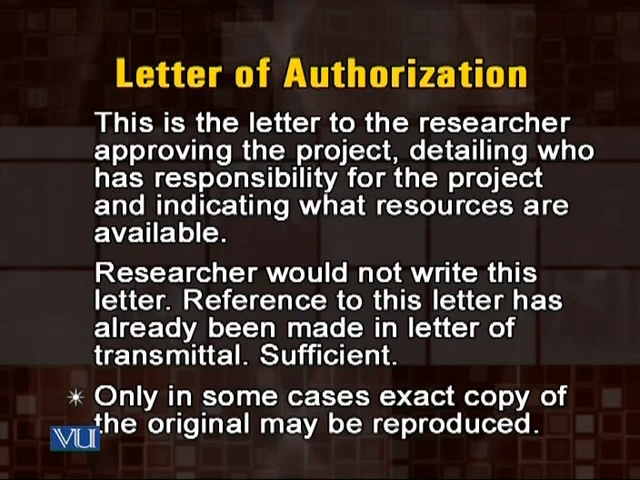 Letter of Authorization
This is the letter to the researcher
approving the project, detailing who
has responsibility for the project
and indicating what resources are
available.
Researcher would not write this
letter. Reference to this letter has
already been made in letter of
transmittal. Sufficient.
Only in some cases exact copy of
the original may be reproduced.
VU